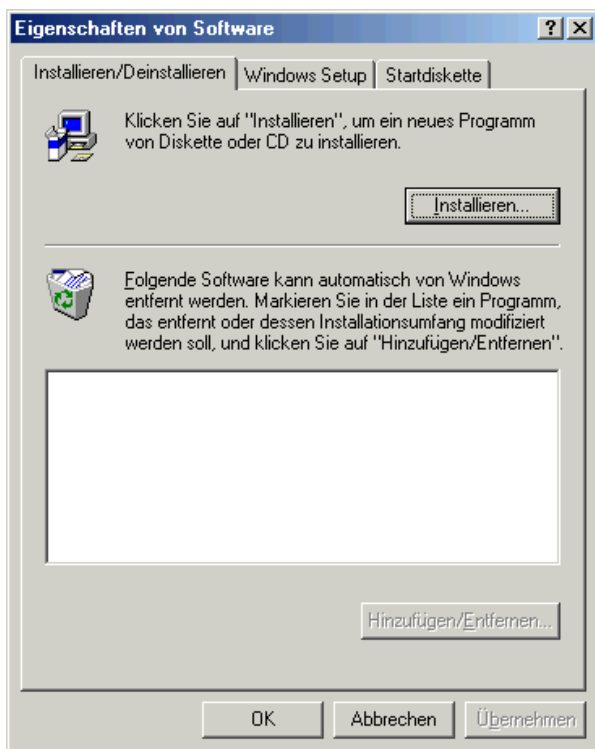 Eigenschaften von Software
Installieren/Deinstallieren
Windows Setup
Startdiskette
Klicken Sie auf "Installieren", um ein neues Programm
von Diskette oder CD zu installieren.
Installieren...
Folgende Software kann automatisch von Windows
entfernt werden. Markieren Sie in der Liste ein Programm,
das entfernt oder dessen Installationsumfang modifiziert
werden soll, und klicken Sie auf "Hinzufügen/Entfernen".
Hinzufügen/Entfernen...
OK
Abbrechen
Übernehmen